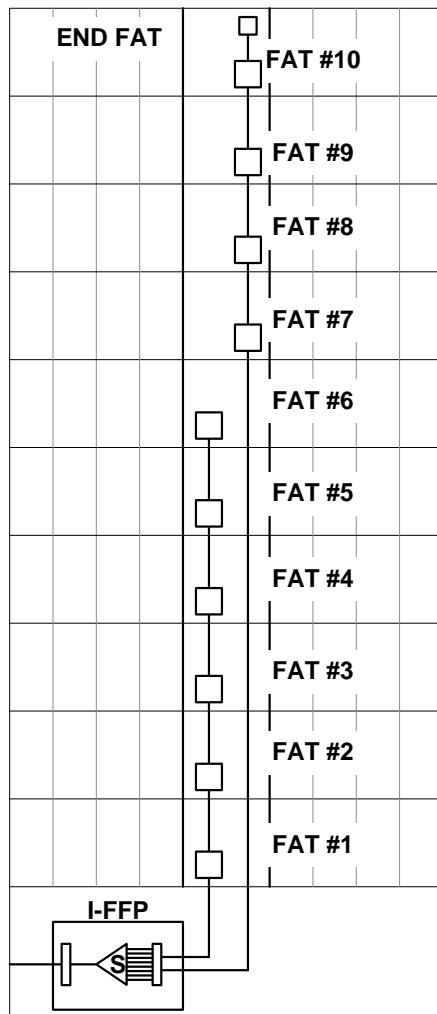 END FAT
FAT #10
FAT #9
FAT #8
FAT #7
FAT #6
FAT #5
FAT #4
FAT #3
FAT #2
FAT #1
I-FFP
S